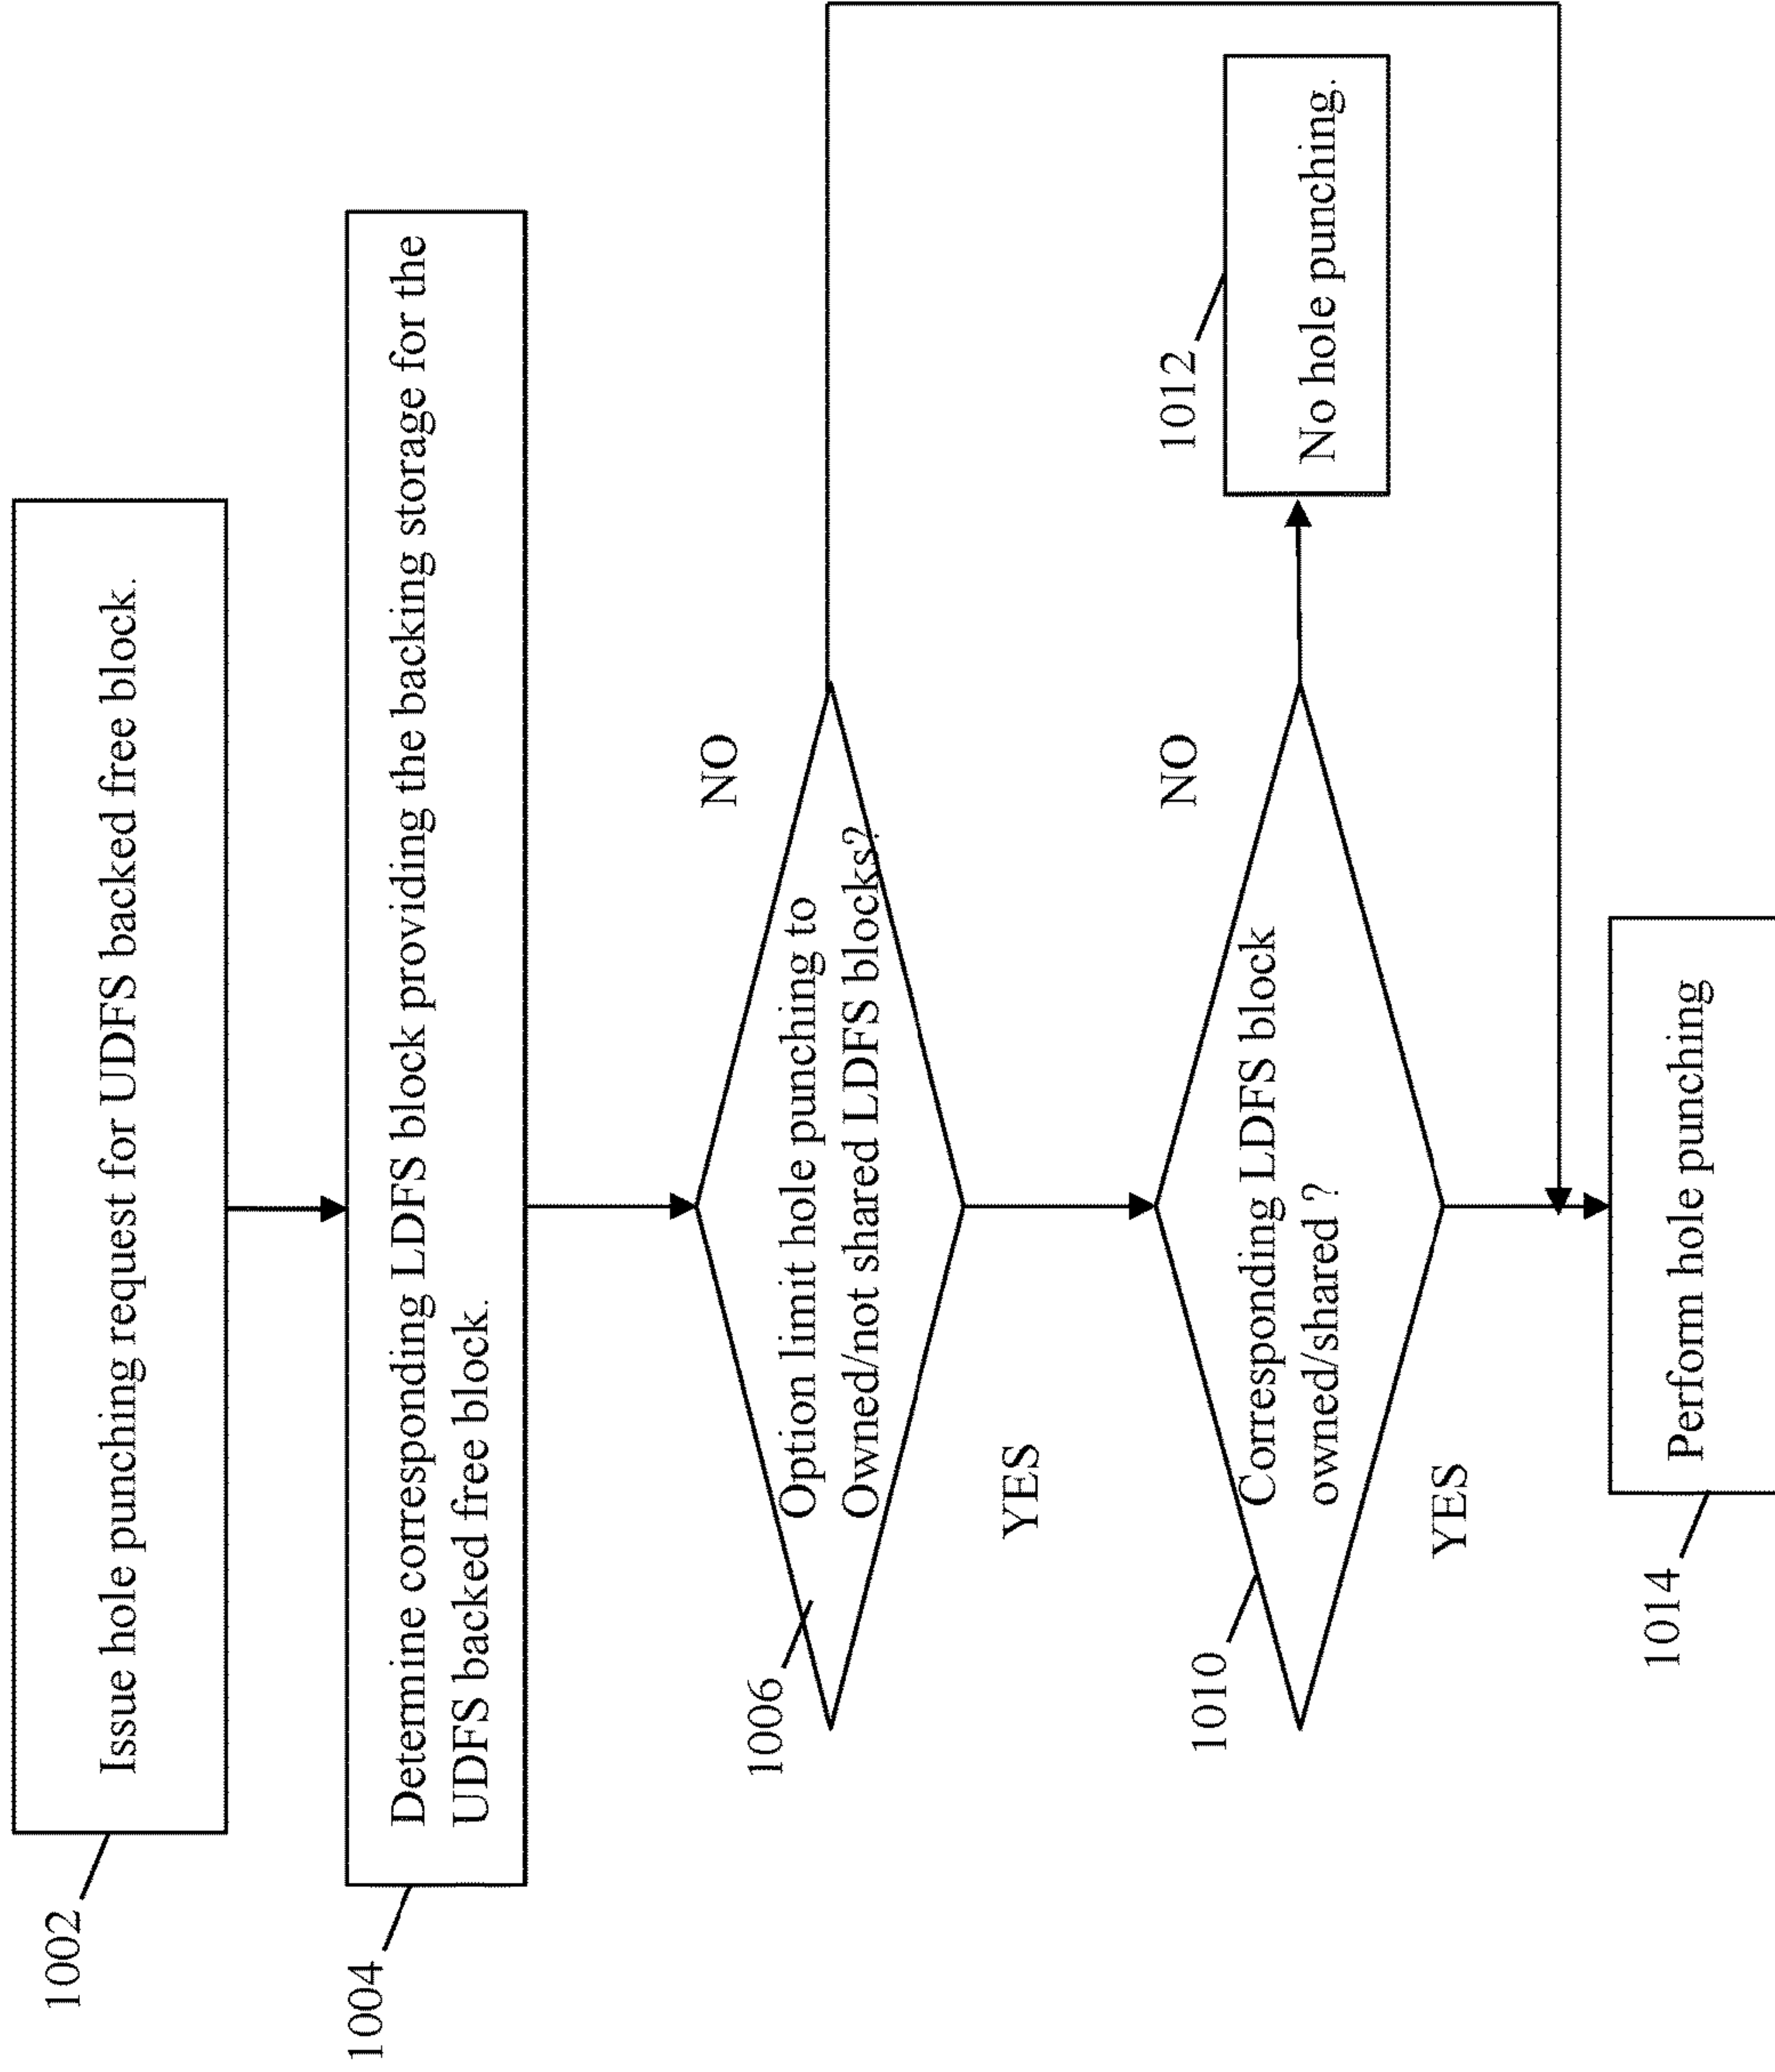 1002
Issue hole punching request for UDFS backed free block.
1004
Determine corresponding LDFS block providing the backing storage for the
UDFS backed free block.
1006
Option limit hole punching to
Owned/not shared LDFS blocks?
NO
YES
1010
Corresponding LDFS block
owned/shared ?
NO
1012
No hole punching.
YES
1014
Perform hole punching